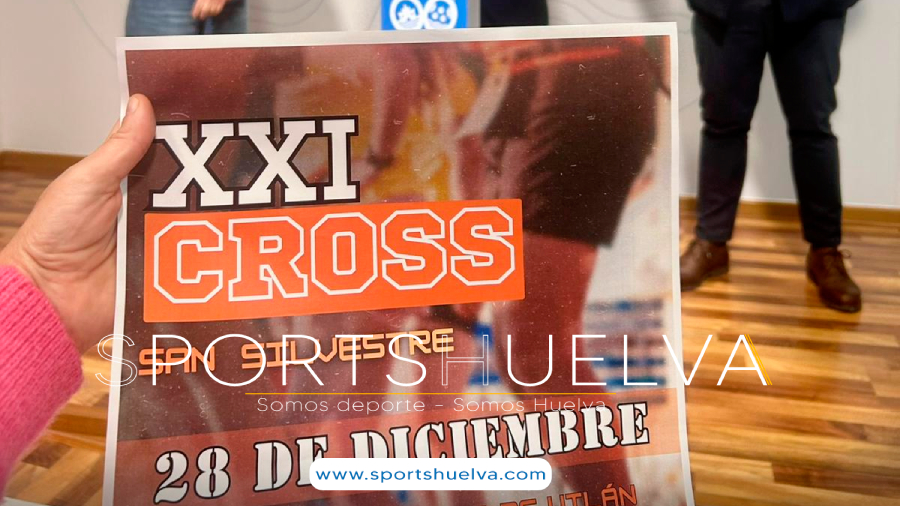 XXI
CROSS
SAN SILVESTRE
SPORTSHUELVA
Somos deporte - Somos Huelva
28 DE DICIEMBRE
www.sportshuelva.com